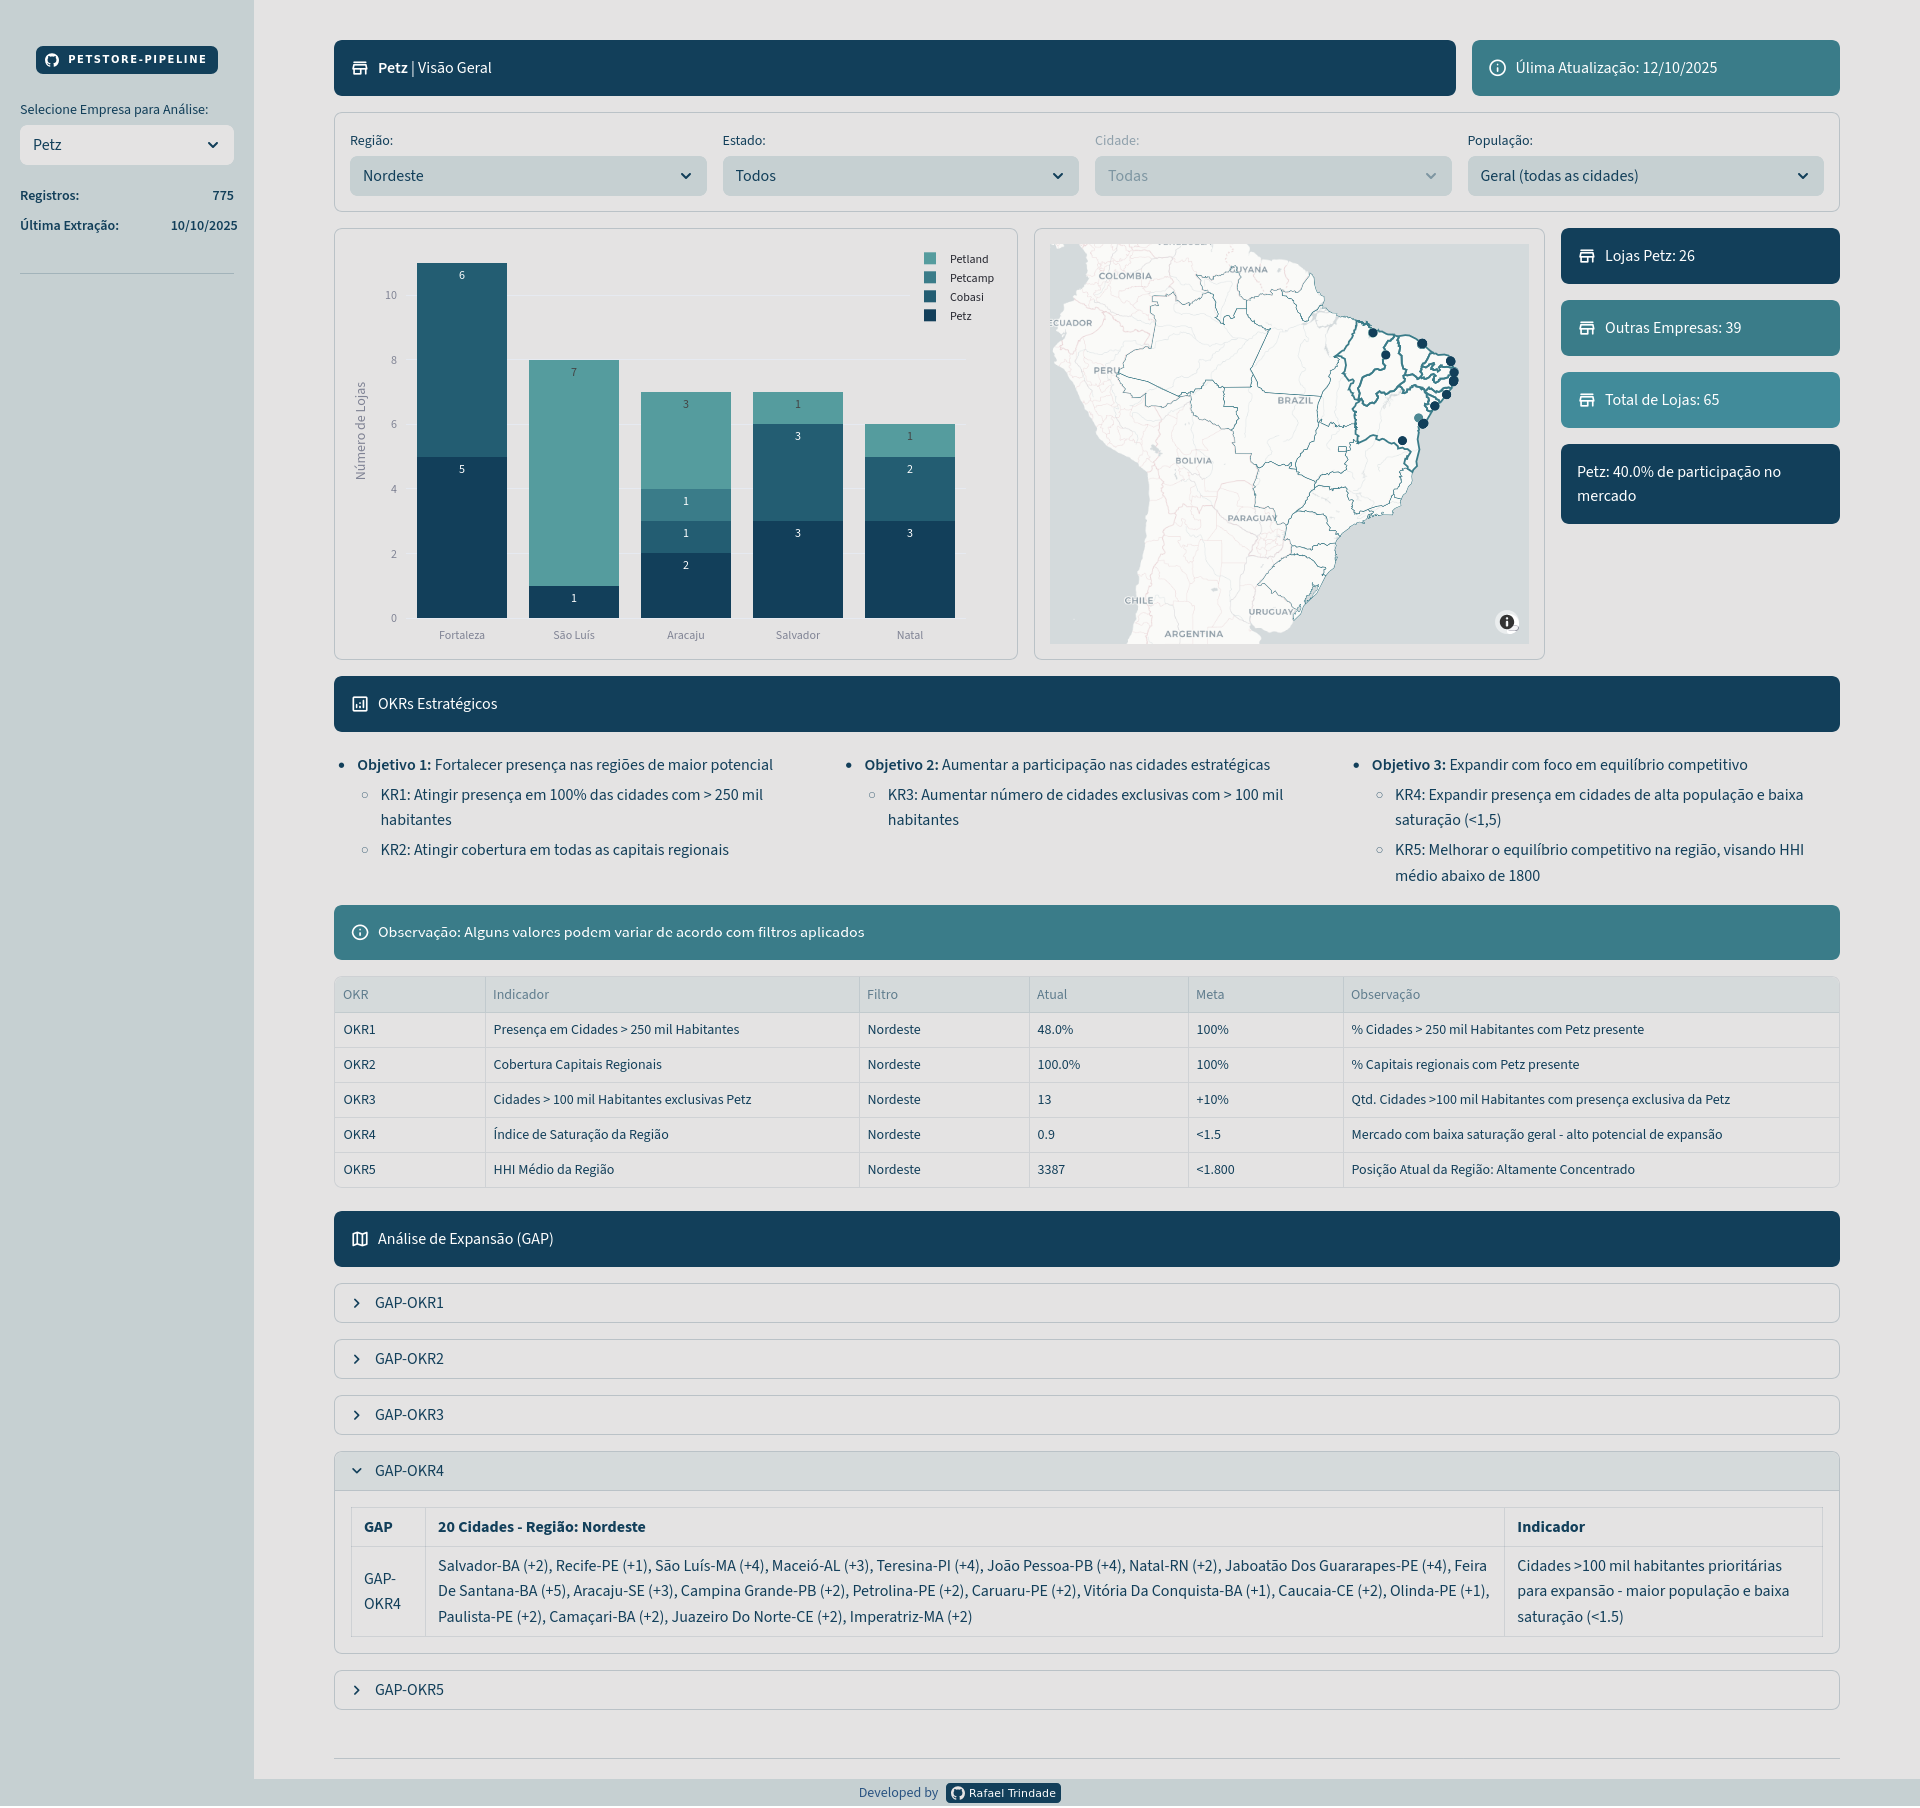 PETSTORE-PIPELINE
Selecione Empresa para Análise:
Petz
Registros: 775
Última Extração: 10/10/2025
Petz | Visão Geral
Úlima Atualização: 12/10/2025
Região:
Nordeste
Estado:
Todos
Cidade:
Todas
População:
Geral (todas as cidades)
Número de Lojas
10
8
6
4
2
0
6
5
7
1
3
1
1
2
1
3
3
1
2
3
Fortaleza
São Luís
Aracaju
Salvador
Natal
Petland
Petcamp
Cobasi
Petz
COLOMBIA
GUYANA
ECUADOR
PERU
BRAZIL
BOLIVIA
PARAGUAY
CHILE
URUGUAY
ARGENTINA
Lojas Petz: 26
Outras Empresas: 39
Total de Lojas: 65
Petz: 40.0% de participação no
mercado
OKRs Estratégicos
Objetivo 1: Fortalecer presença nas regiões de maior potencial
KR1: Atingir presença em 100% das cidades com > 250 mil
habitantes
KR2: Atingir cobertura em todas as capitais regionais
Objetivo 2: Aumentar a participação nas cidades estratégicas
KR3: Aumentar número de cidades exclusivas com > 100 mil
habitantes
Objetivo 3: Expandir com foco em equilíbrio competitivo
KR4: Expandir presença em cidades de alta população e baixa
saturação (<1,5)
KR5: Melhorar o equilíbrio competitivo na região, visando HHI
médio abaixo de 1800
Observação: Alguns valores podem variar de acordo com filtros aplicados
OKR Indicador Filtro Atual Meta Observação
OKR1 Presença em Cidades > 250 mil Habitantes Nordeste 48.0% 100% % Cidades > 250 mil Habitantes com Petz presente
OKR2 Cobertura Capitais Regionais Nordeste 100.0% 100% % Capitais regionais com Petz presente
OKR3 Cidades > 100 mil Habitantes exclusivas Petz Nordeste 13 +10% Qtd. Cidades >100 mil Habitantes com presença exclusiva da Petz
OKR4 Índice de Saturação da Região Nordeste 0.9 <1.5 Mercado com baixa saturação geral - alto potencial de expansão
OKR5 HHI Médio da Região Nordeste 3387 <1.800 Posição Atual da Região: Altamente Concentrado
Análise de Expansão (GAP)
GAP-OKR1
GAP-OKR2
GAP-OKR3
GAP-OKR4
GAP 20 Cidades - Região: Nordeste Indicador
GAP-
OKR4
Salvador-BA (+2), Recife-PE (+1), São Luís-MA (+4), Maceió-AL (+3), Teresina-PI (+4), João Pessoa-PB (+4), Natal-RN (+2), Jaboatão Dos Guararapes-PE (+4), Feira
De Santana-BA (+5), Aracaju-SE (+3), Campina Grande-PB (+2), Petrolina-PE (+2), Caruaru-PE (+2), Vitória Da Conquista-BA (+1), Caucaia-CE (+2), Olinda-PE (+1),
Paulista-PE (+2), Camaçari-BA (+2), Juazeiro Do Norte-CE (+2), Imperatriz-MA (+2)
Cidades >100 mil habitantes prioritárias
para expansão - maior população e baixa
saturação (<1.5)
GAP-OKR5
Developed by Rafael Trindade